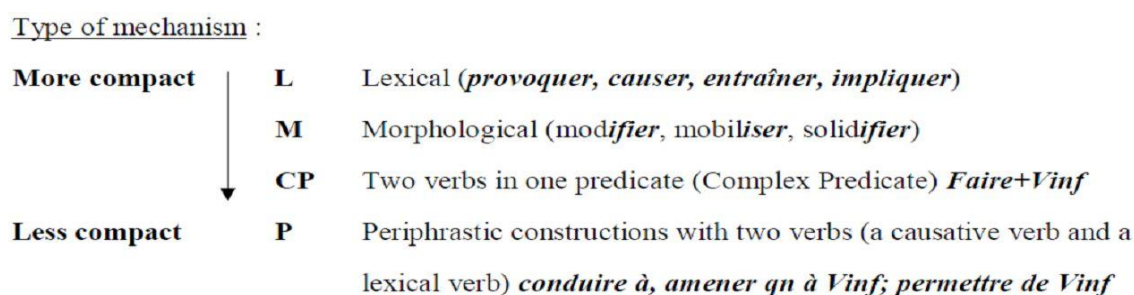 Type of mechanism :
More compact L Lexical (provoquer, causer, entraîner, impliquer)
M Morphological (modifier, mobiliser, solidifier)
CP Two verbs in one predicate (Complex Predicate) Faire+Vinf
Less compact P Periphrastic constructions with two verbs (a causative verb and a
lexical verb) conduire à, amener qn à Vinf; permettre de Vinf